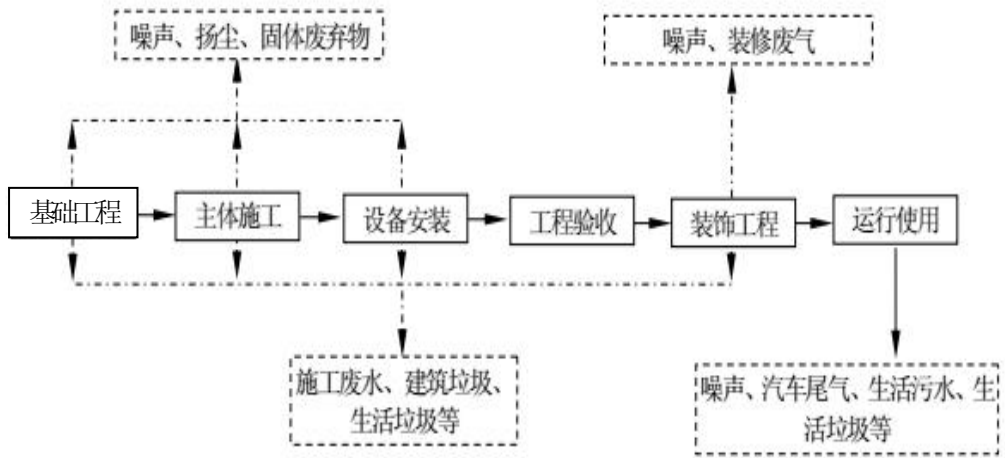 噪声、扬尘、固体废弃物
噪声、装修废气
基础工程
主体施工
设备安装
工程验收
装饰工程
运行使用
施工废水、建筑垃圾、
生活垃圾等
噪声、汽车尾气、生活污水、生
活垃圾等